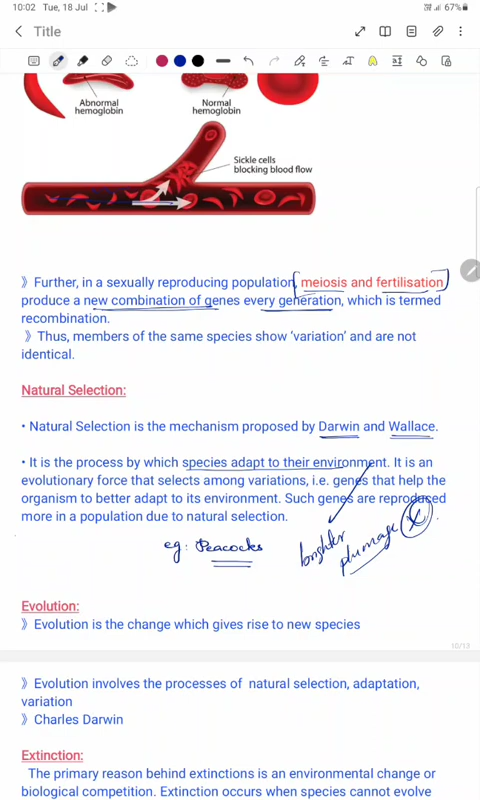 10:02 Tue, 18 Jul
67%
Title
Abnormal
hemoglobin
Normal
hemoglobin
Sickle cells
blocking blood flow
》 Further, in a sexually reproducing population, meiosis and fertilisation
produce a new combination of genes every generation, which is termed
recombination.
》 Thus, members of the same species show ‘variation’ and are not
identical.
Natural Selection:
• Natural Selection is the mechanism proposed by Darwin and Wallace.
• It is the process by which species adapt to their environment. It is an
evolutionary force that selects among variations, i.e. genes that help the
organism to better adapt to its environment. Such genes are reproduced
more in a population due to natural selection.
eg: Peacocks
brighter
plumage
Evolution:
》 Evolution is the change which gives rise to new species
10/13
》 Evolution involves the processes of natural selection, adaptation,
variation
》 Charles Darwin
Extinction:
The primary reason behind extinctions is an environmental change or
biological competition. Extinction occurs when species cannot evolve